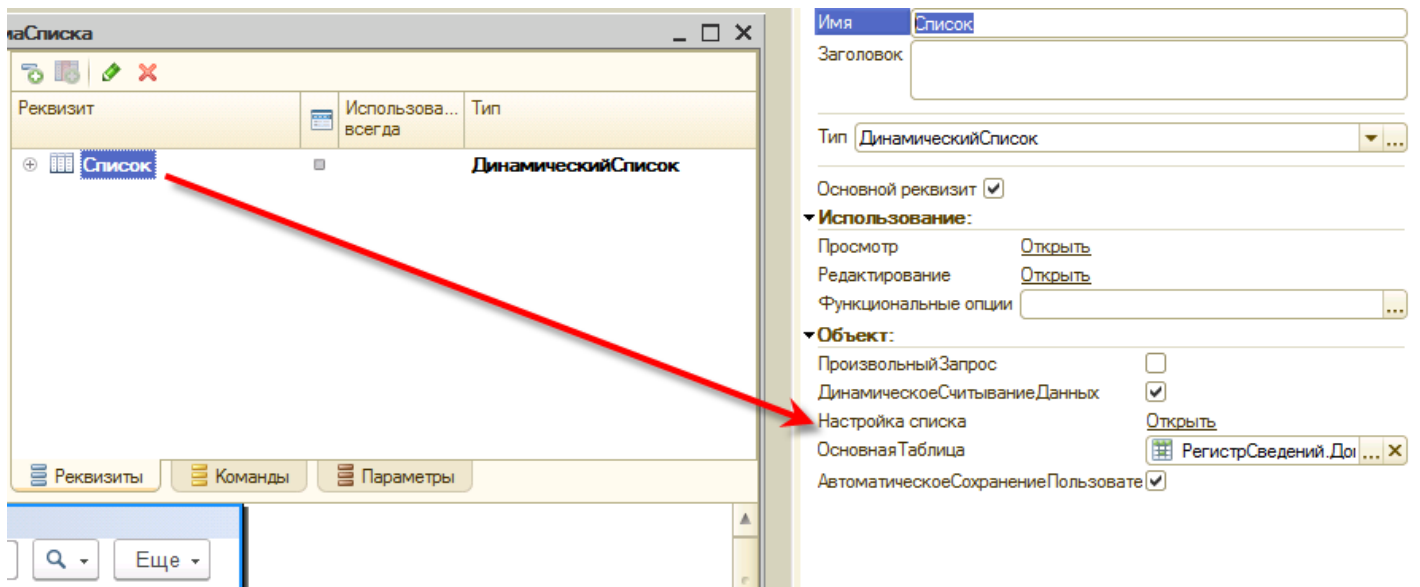 маСписка
Реквизит
Использова...
всегда
Тип
Список
ДинамическийСписок
Реквизиты
Команды
Параметры
Еще
Имя
Список
Заголовок
Тип
ДинамическийСписок
...
Основной реквизит
Использование:
Просмотр
Открыть
Редактирование
Открыть
Функциональные опции
...
Объект:
ПроизвольныйЗапрос
ДинамическоеСчитываниеДанных
Настройка списка
Открыть
ОсновнаяТаблица
РегистрСведений.До
...
АвтоматическоеСохранениеПользовате